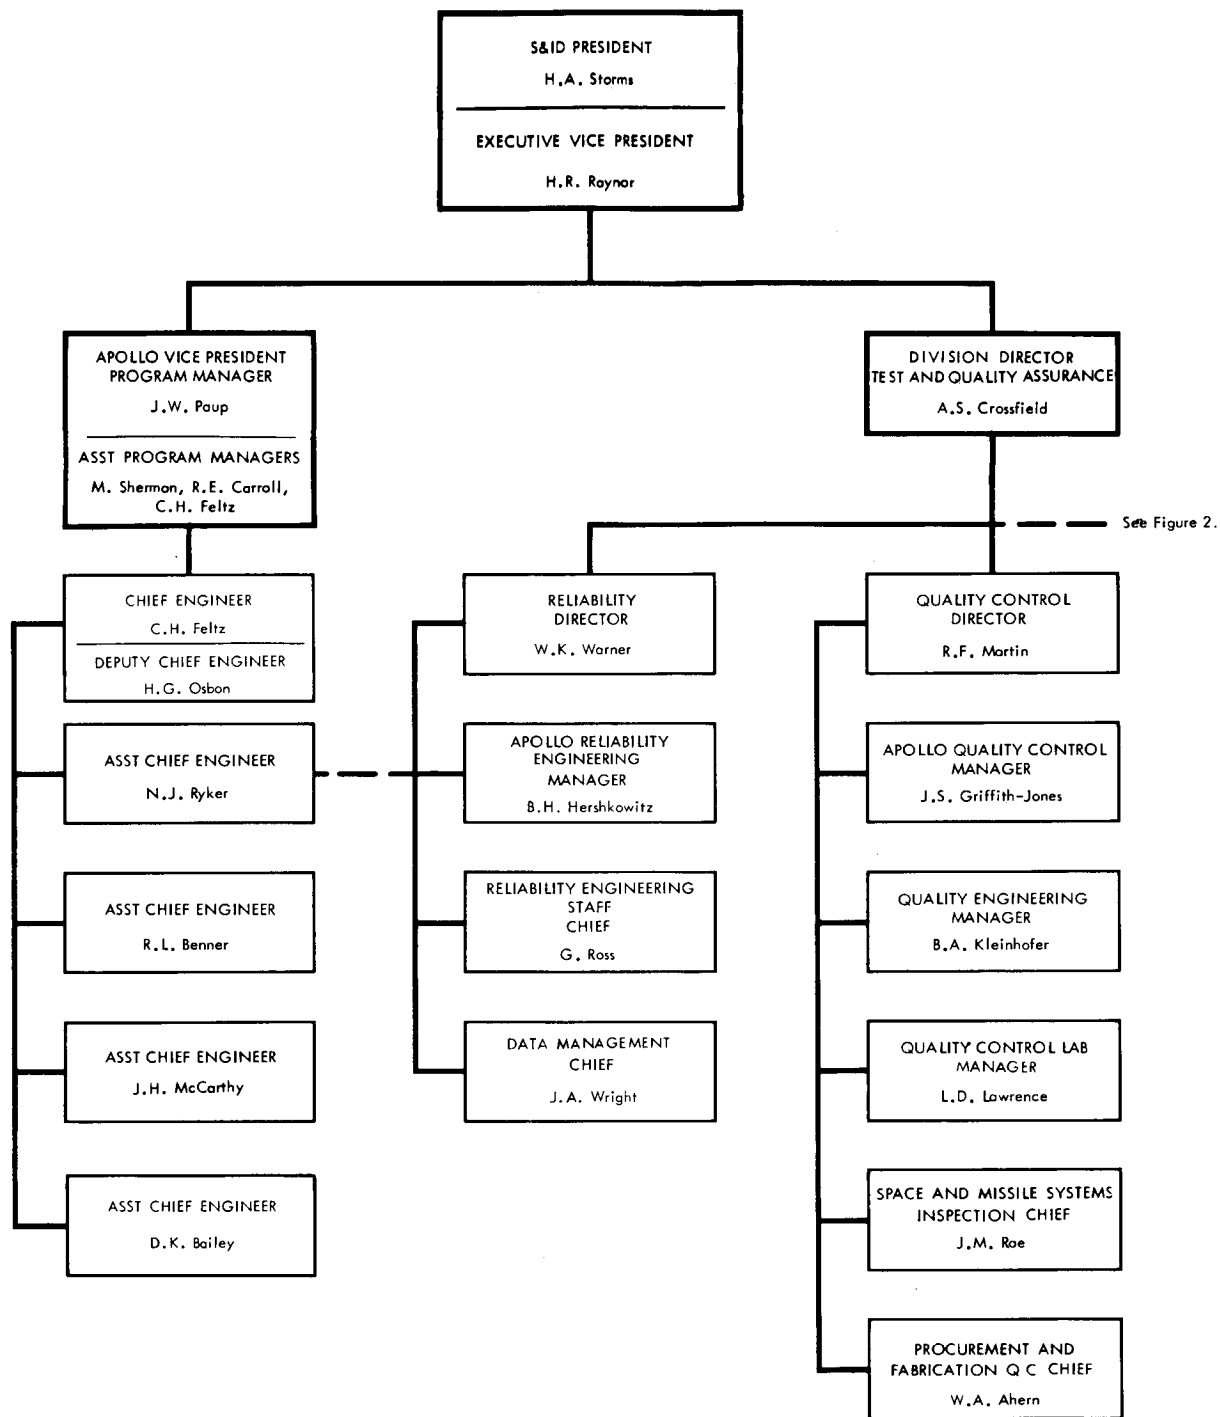 S&ID PRESIDENT
H.A. Storms
EXECUTIVE VICE PRESIDENT
H.R. Raynor
APOLLO VICE PRESIDENT
PROGRAM MANAGER
J.W. Paup
ASST PROGRAM MANAGERS
M. Sherman, R.E. Carroll,
C.H. Feltz
DIVISION DIRECTOR
TEST AND QUALITY ASSURANCE
A.S. Crossfield
See Figure 2.
CHIEF ENGINEER
C.H. Feltz
DEPUTY CHIEF ENGINEER
H.G. Osbon
ASST CHIEF ENGINEER
N.J. Ryker
ASST CHIEF ENGINEER
R.L. Benner
ASST CHIEF ENGINEER
J.H. McCarthy
ASST CHIEF ENGINEER
D.K. Bailey
RELIABILITY
DIRECTOR
W.K. Warner
APOLLO RELIABILITY
ENGINEERING
MANAGER
B.H. Hershkowitz
RELIABILITY ENGINEERING
STAFF
CHIEF
G. Ross
DATA MANAGEMENT
CHIEF
J.A. Wright
QUALITY CONTROL
DIRECTOR
R.F. Martin
APOLLO QUALITY CONTROL
MANAGER
J.S. Griffith-Jones
QUALITY ENGINEERING
MANAGER
B.A. Kleinhofer
QUALITY CONTROL LAB
MANAGER
L.D. Lawrence
SPACE AND MISSILE SYSTEMS
INSPECTION CHIEF
J.M. Rae
PROCUREMENT AND
FABRICATION Q C CHIEF
W.A. Ahern